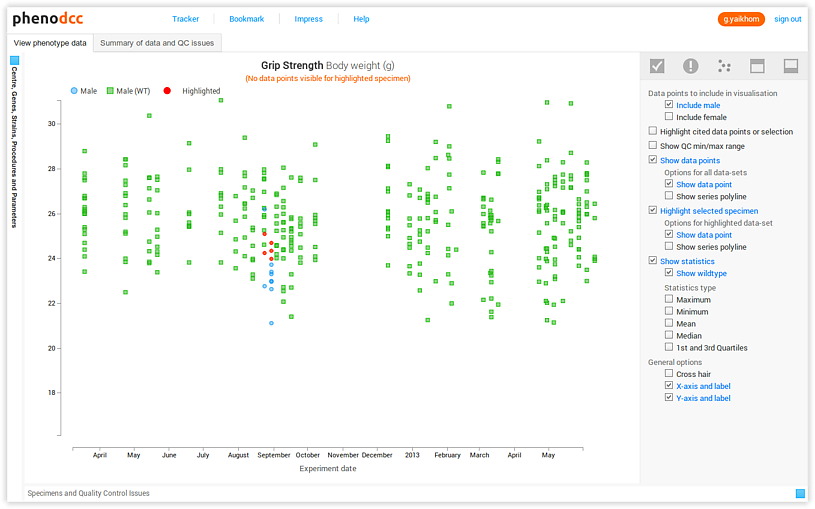 phenodcc
Tracker
Bookmark
Impress
Help
g.yaikhom
sign out
View phenotype data
Summary of data and QC issues
Centre, Genes, Strains, Procedures and Parameters
Grip Strength Body weight (g)
(No data points visible for highlighted specimen)
Male
Male (WT)
Highlighted
30
28
26
24
22
20
18
April
May
June
July
August
September
October
November
December
2013
February
March
April
May
Experiment date
Data points to include in visualisation
Include male
Include female
Highlight cited data points or selection
Show QC min/max range
Show data points
Options for all data-sets
Show data point
Show series polyline
Highlight selected specimen
Options for highlighted data-set
Show data point
Show series polyline
Show statistics
Show wildtype
Statistics type
Maximum
Minimum
Mean
Median
1st and 3rd Quartiles
General options
Cross hair
X-axis and label
Y-axis and label
Specimens and Quality Control Issues